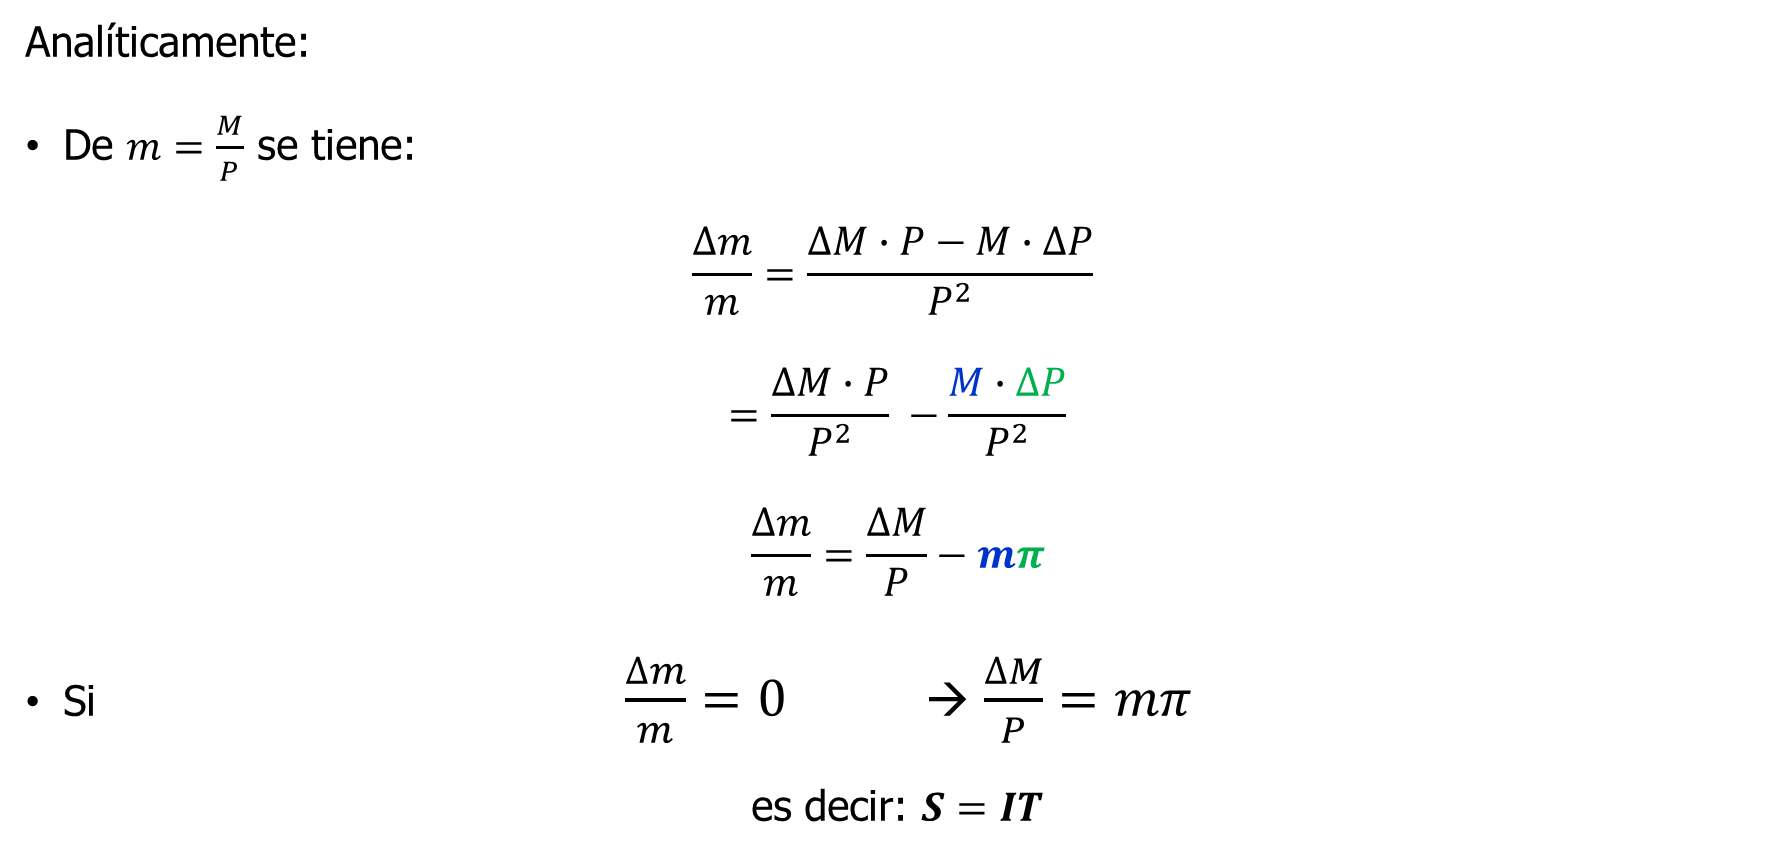 Analíticamente:
• De m = M/P se tiene:
Δm/m = (ΔM · P − M · ΔP)/P²
= (ΔM · P)/P² − (M · ΔP)/P²
Δm/m = ΔM/P − mπ
• Si Δm/m = 0 → ΔM/P = mπ
es decir: S = IT